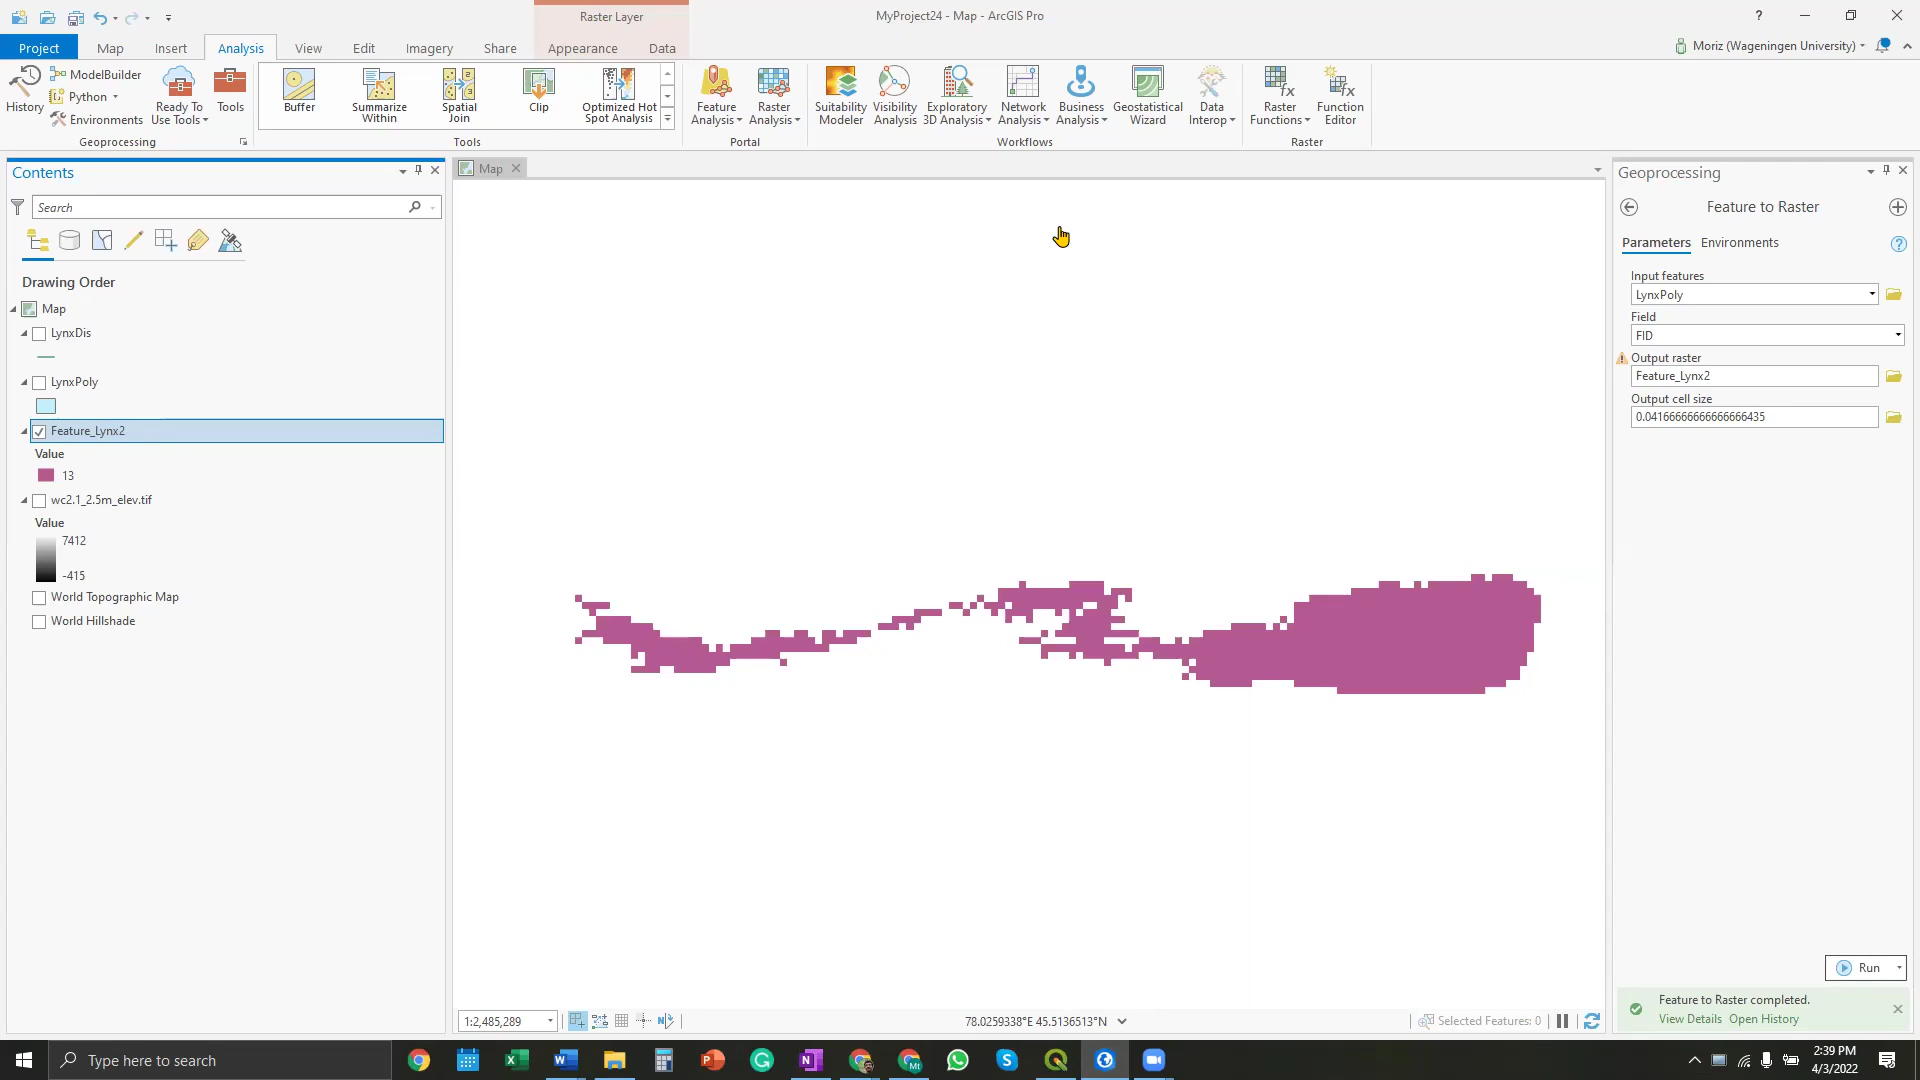 Raster Layer
MyProject24 - Map - ArcGIS Pro
?
Project
Map
Insert
Analysis
View
Edit
Imagery
Share
Appearance
Data
Moriz (Wageningen University)
History
ModelBuilder
Python
Environments
Ready To
Use Tools
Tools
Geoprocessing
Buffer
Summarize
Within
Spatial
Join
Clip
Optimized Hot
Spot Analysis
Tools
Feature
Analysis
Raster
Analysis
Portal
Suitability
Modeler
Visibility
Analysis
Exploratory
3D Analysis
Network
Analysis
Business
Analysis
Geostatistical
Wizard
Data
Interop
Workflows
Raster
Functions
Function
Editor
Raster
Contents
Search
Drawing Order
Map
LynxDis
LynxPoly
Feature_Lynx2
Value
13
wc2.1_2.5m_elev.tif
Value
7412
-415
World Topographic Map
World Hillshade
Map
1:2,485,289
78.0259338°E 45.5136513°N
Selected Features: 0
Geoprocessing
Feature to Raster
Parameters
Environments
?
Input features
LynxPoly
Field
FID
Output raster
Feature_Lynx2
Output cell size
0.04166666666666666435
Run
Feature to Raster completed.
View Details Open History
Type here to search
2:39 PM
4/3/2022